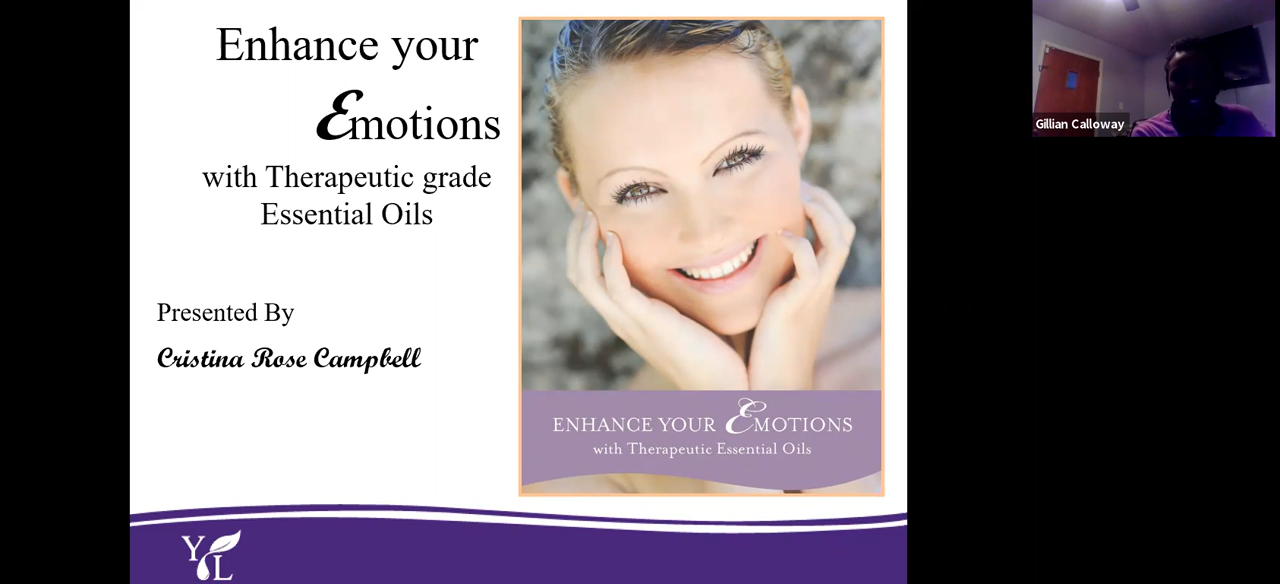 Enhance your
Emotions
with Therapeutic grade
Essential Oils
Presented By
Cristina Rose Campbell
ENHANCE YOUR EMOTIONS
with Therapeutic Essential Oils
Y L
Gillian Calloway